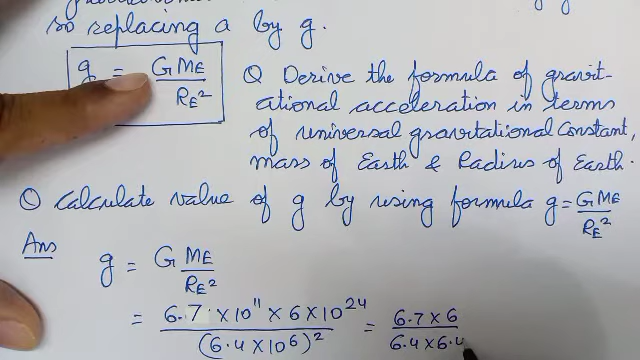 so replacing a by g.
g = GME
RE²
Q Derive the formula of gravit-
ational acceleration in terms
of universal gravitational Constant,
mass of Earth & Radius of Earth.
Q Calculate value of g by using formula g = GME
RE²
Ans
g = G ME
RE²
= 6.7 × 10¹¹ × 6 × 10²⁴ = 6.7 × 6
(6.4 × 10⁶)² 6.4 × 6.4